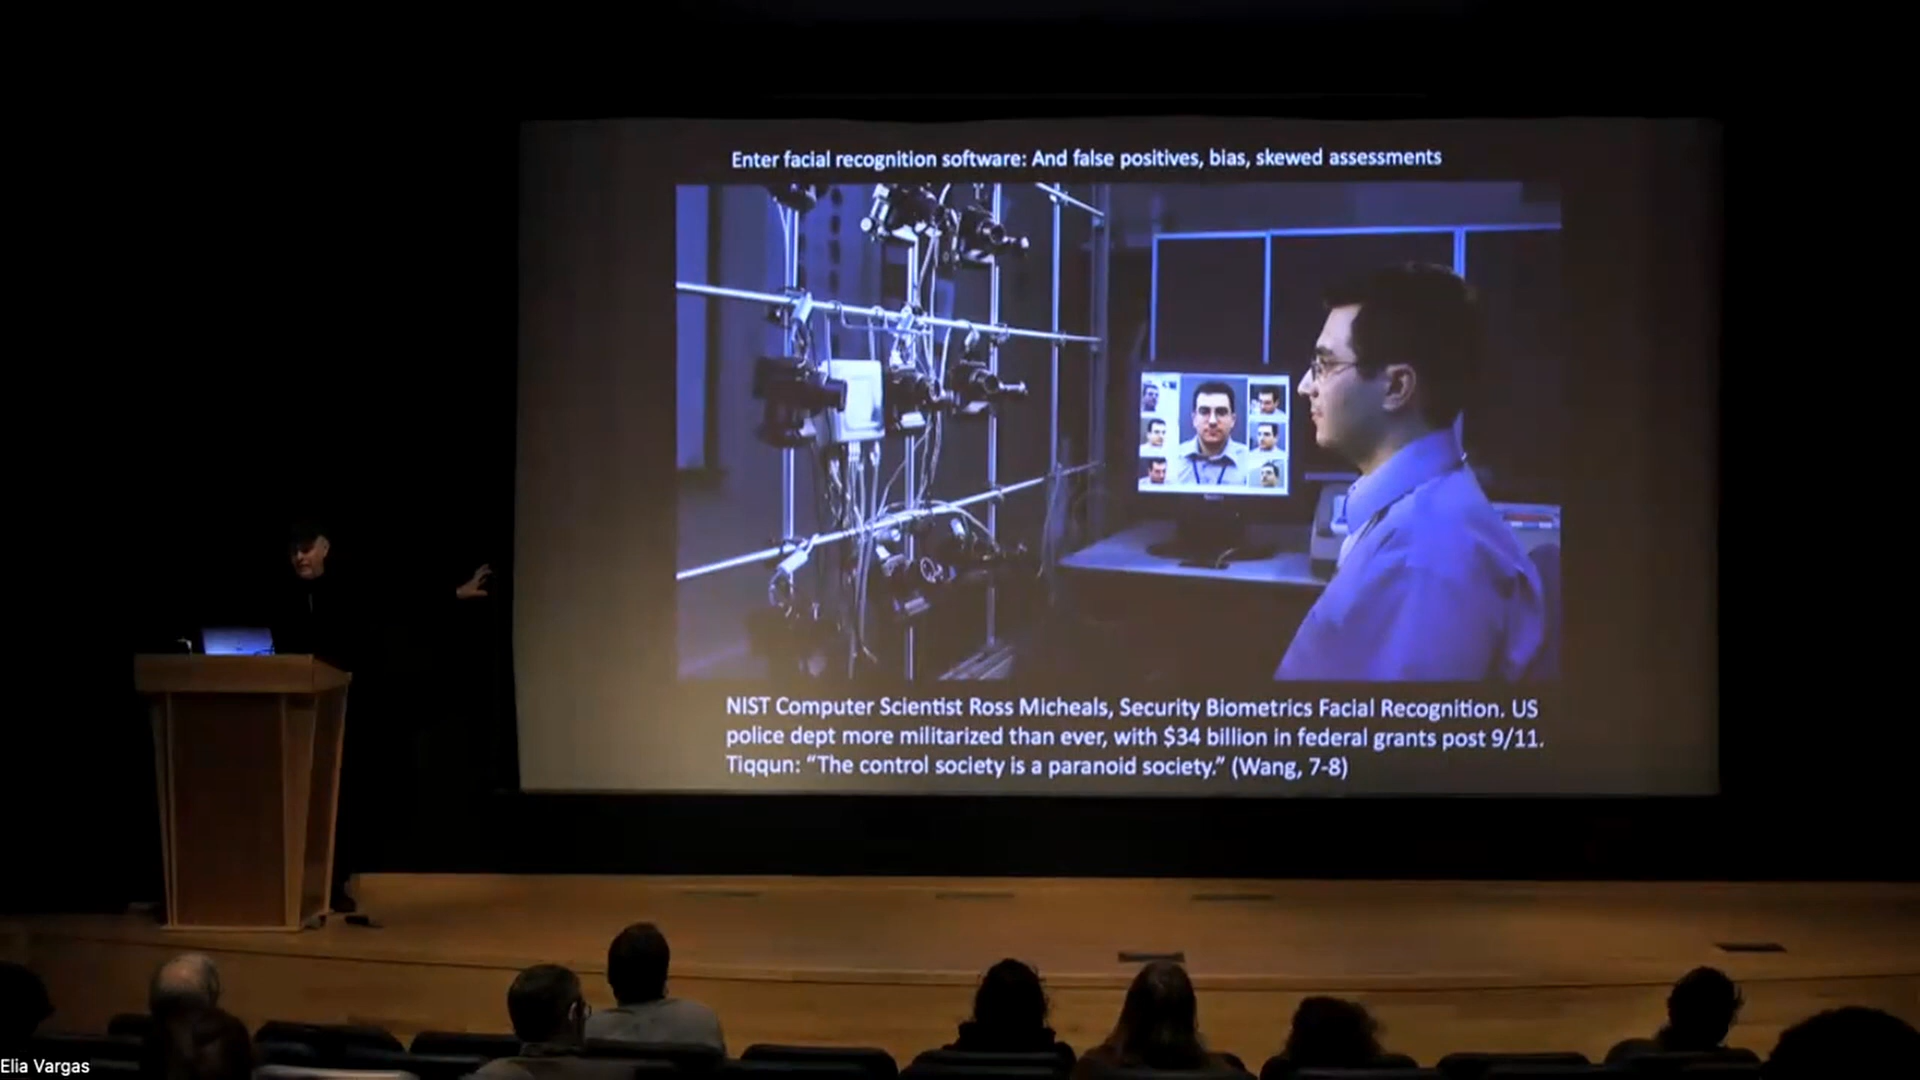 Enter facial recognition software: And false positives, bias, skewed assessments
NIST Computer Scientist Ross Micheals, Security Biometrics Facial Recognition. US
police dept more militarized than ever, with $34 billion in federal grants post 9/11.
Tiqqun: “The control society is a paranoid society.” (Wang, 7-8)
Elia Vargas